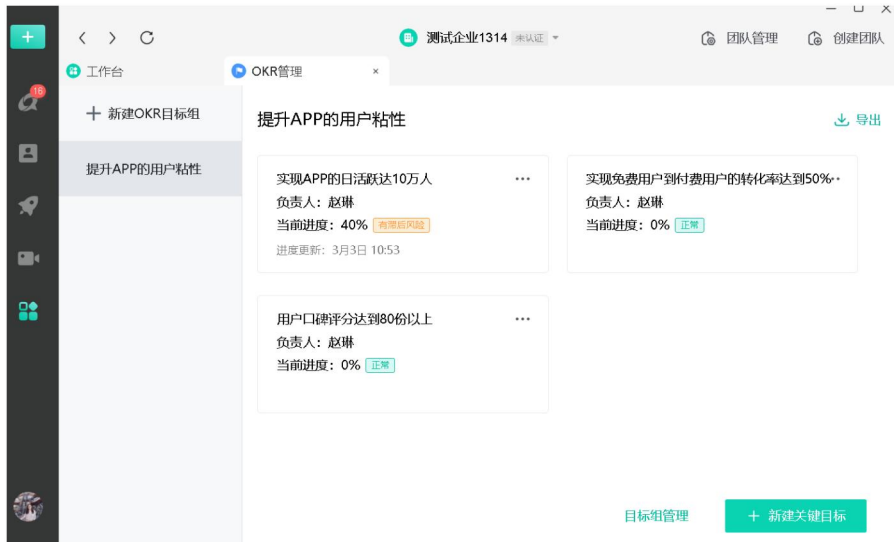 测试企业1314 未认证
团队管理
创建团队
工作台
OKR管理
16
新建OKR目标组
提升APP的用户粘性
提升APP的用户粘性
导出
实现APP的日活跃达10万人
负责人：赵琳
当前进度：40% 有滞后风险
进度更新：3月3日 10:53
实现免费用户到付费用户的转化率达到50%
负责人：赵琳
当前进度：0% 正常
用户口碑评分达到80份以上
负责人：赵琳
当前进度：0% 正常
目标组管理
新建关键目标